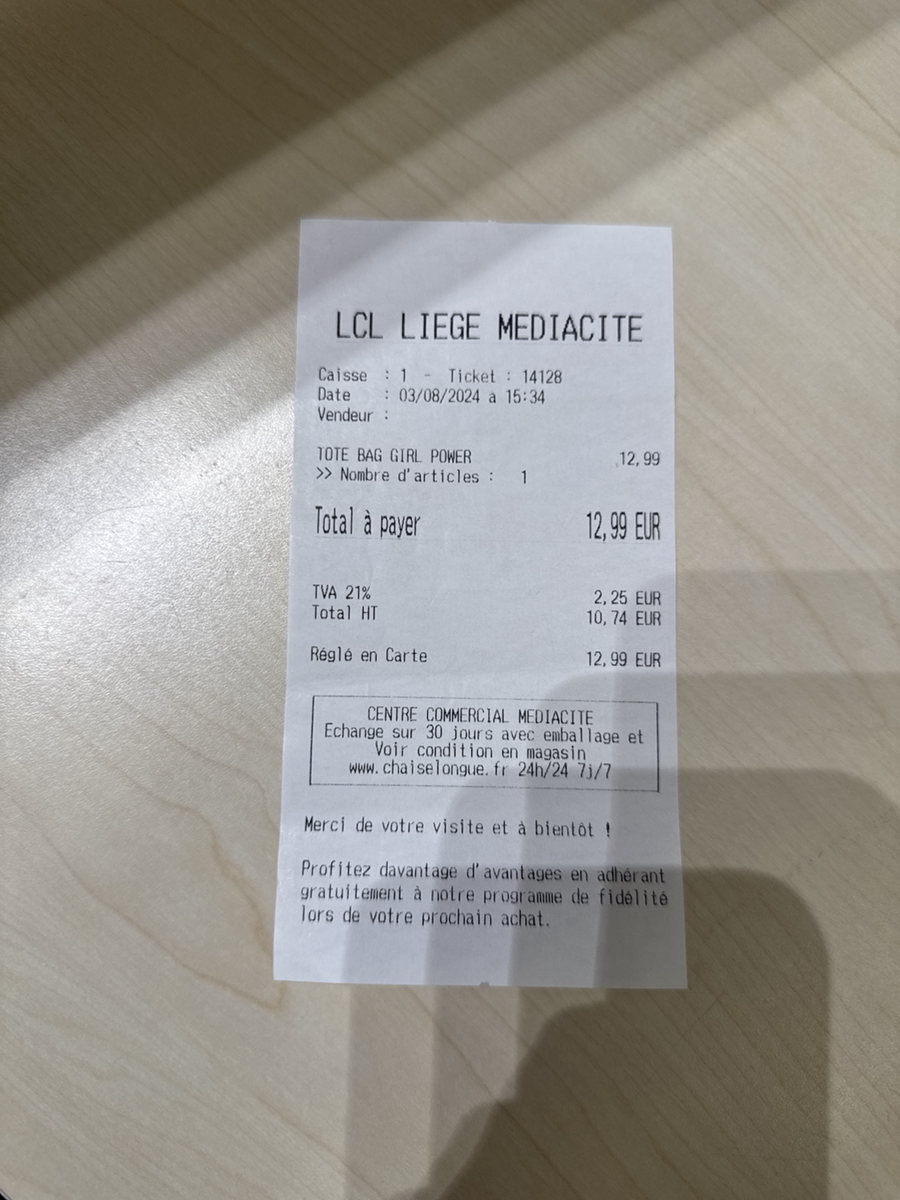 LCL LIEGE MEDIACITE
Caisse : 1 - Ticket : 14128
Date : 03/08/2024 a 15:34
Vendeur :
TOTE BAG GIRL POWER 12,99
>> Nombre d'articles : 1
Total à payer 12,99 EUR
TVA 21% 2,25 EUR
Total HT 10,74 EUR
Réglé en Carte 12,99 EUR
CENTRE COMMERCIAL MEDIACITE
Echange sur 30 jours avec emballage et
Voir condition en magasin
www.chaiselongue.fr 24h/24 7j/7
Merci de votre visite et à bientôt !
Profitez davantage d'avantages en adhérant
gratuitement à notre programme de fidélité
lors de votre prochain achat.